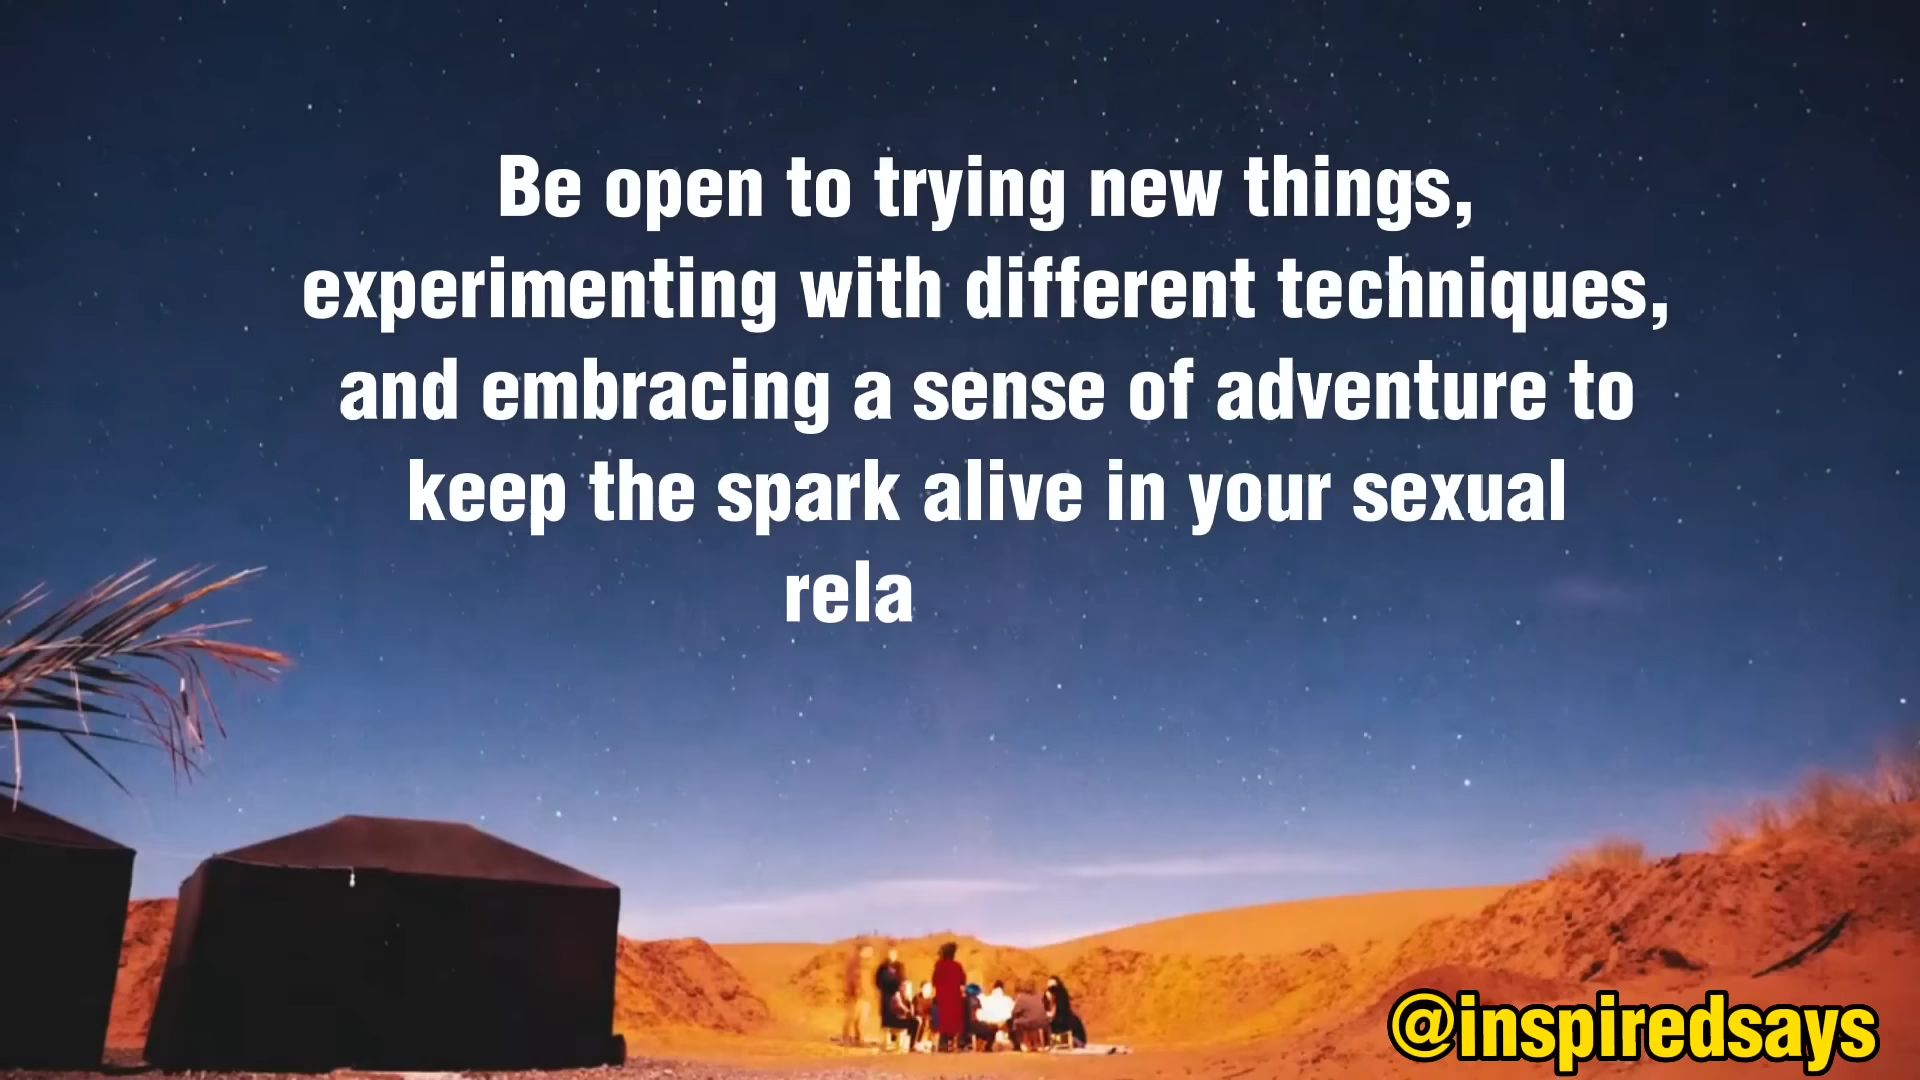 Be open to trying new things,
experimenting with different techniques,
and embracing a sense of adventure to
keep the spark alive in your sexual
rela
@inspiredsays